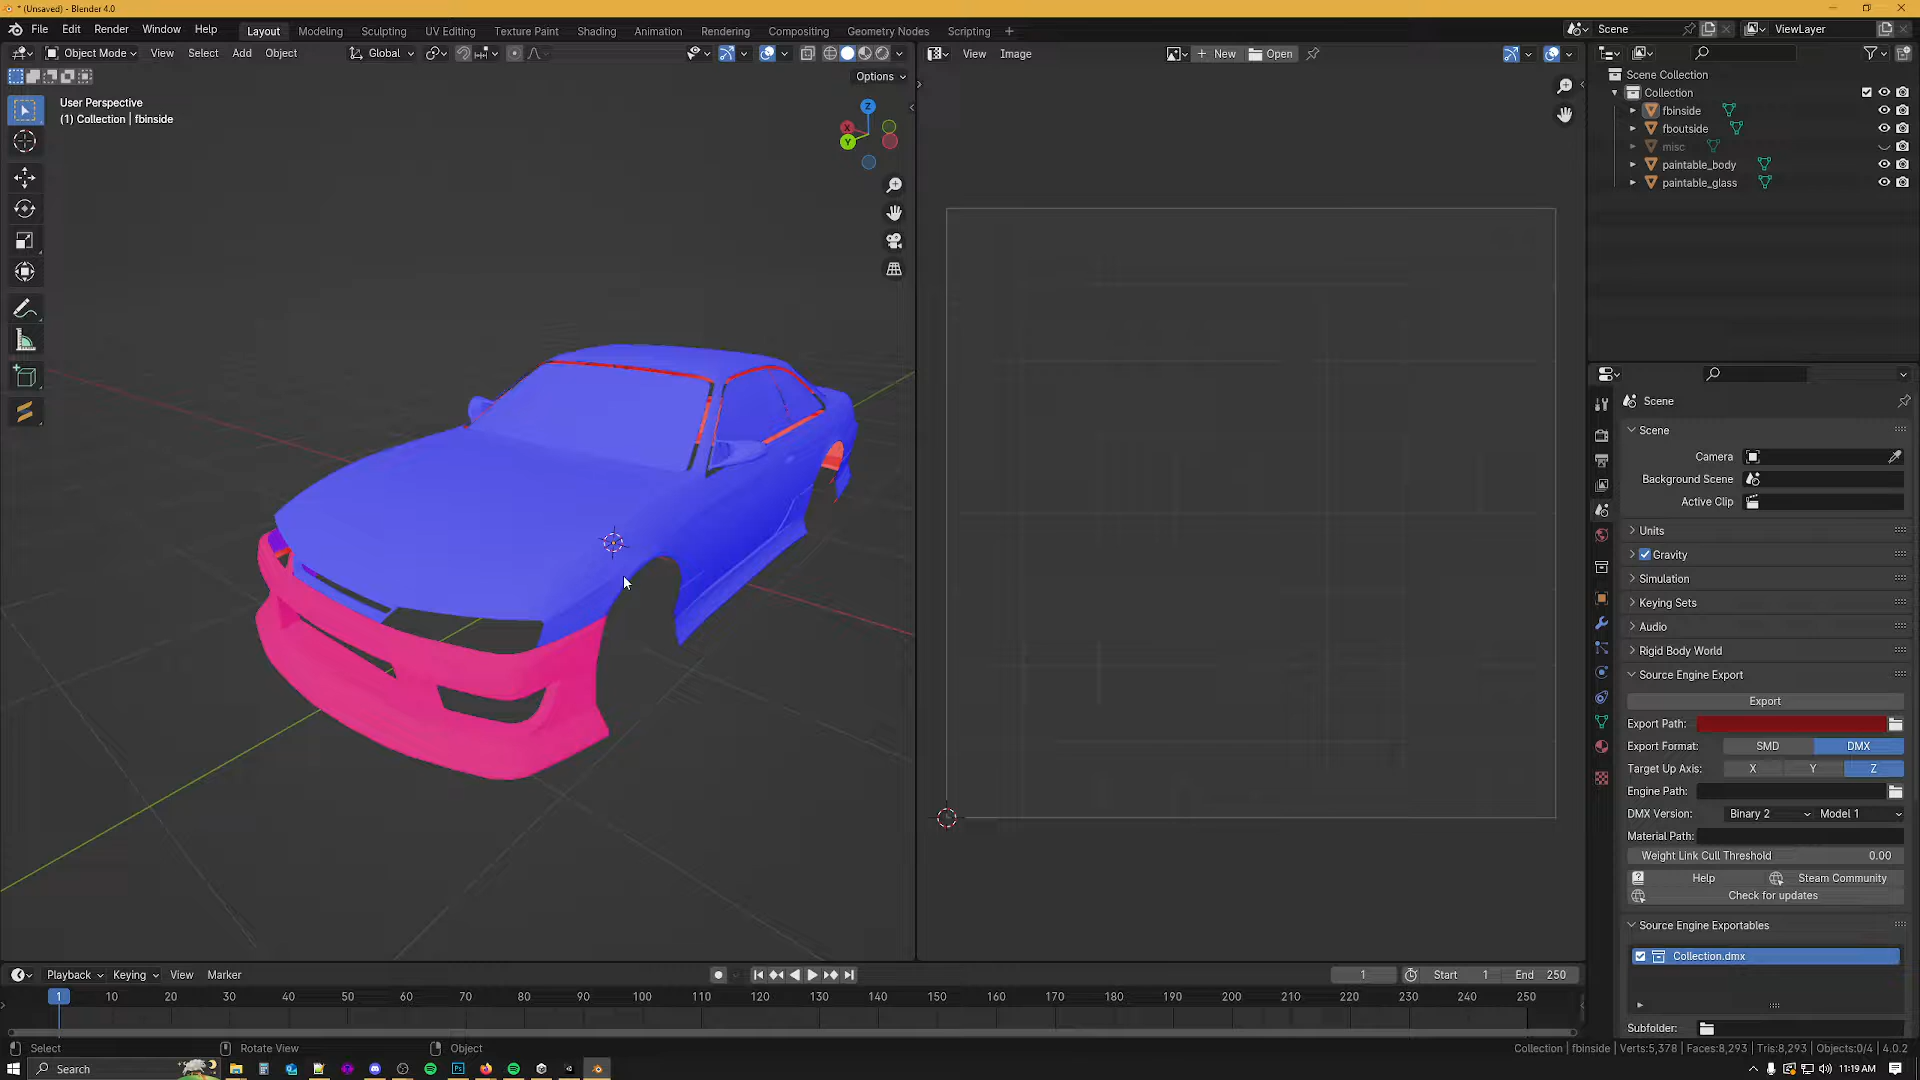 * (Unsaved) - Blender 4.0
File Edit Render Window Help
Layout Modeling Sculpting UV Editing Texture Paint Shading Animation Rendering Compositing Geometry Nodes Scripting +
Scene
ViewLayer
Object Mode View Select Add Object
Global
Options
View Image
+ New Open
User Perspective
(1) Collection | fbinside
Z
X
Y
Scene Collection
Collection
fbinside
fboutside
misc
paintable_body
paintable_glass
Scene
Scene
Camera
Background Scene
Active Clip
Units
Gravity
Simulation
Keying Sets
Audio
Rigid Body World
Source Engine Export
Export
Export Path:
Export Format: SMD DMX
Target Up Axis: X Y Z
Engine Path:
DMX Version: Binary 2 Model 1
Material Path:
Weight Link Cull Threshold 0.00
Help Steam Community
Check for updates
Source Engine Exportables
Collection.dmx
Subfolder:
Playback Keying View Marker
1 Start 1 End 250
1 10 20 30 40 50 60 70 80 90 100 110 120 130 140 150 160 170 180 190 200 210 220 230 240 250
Select Rotate View Object
Collection | fbinside | Verts:5,378 | Faces:8,293 | Tris:8,293 | Objects:0/4 | 4.0.2
Search
11:19 AM